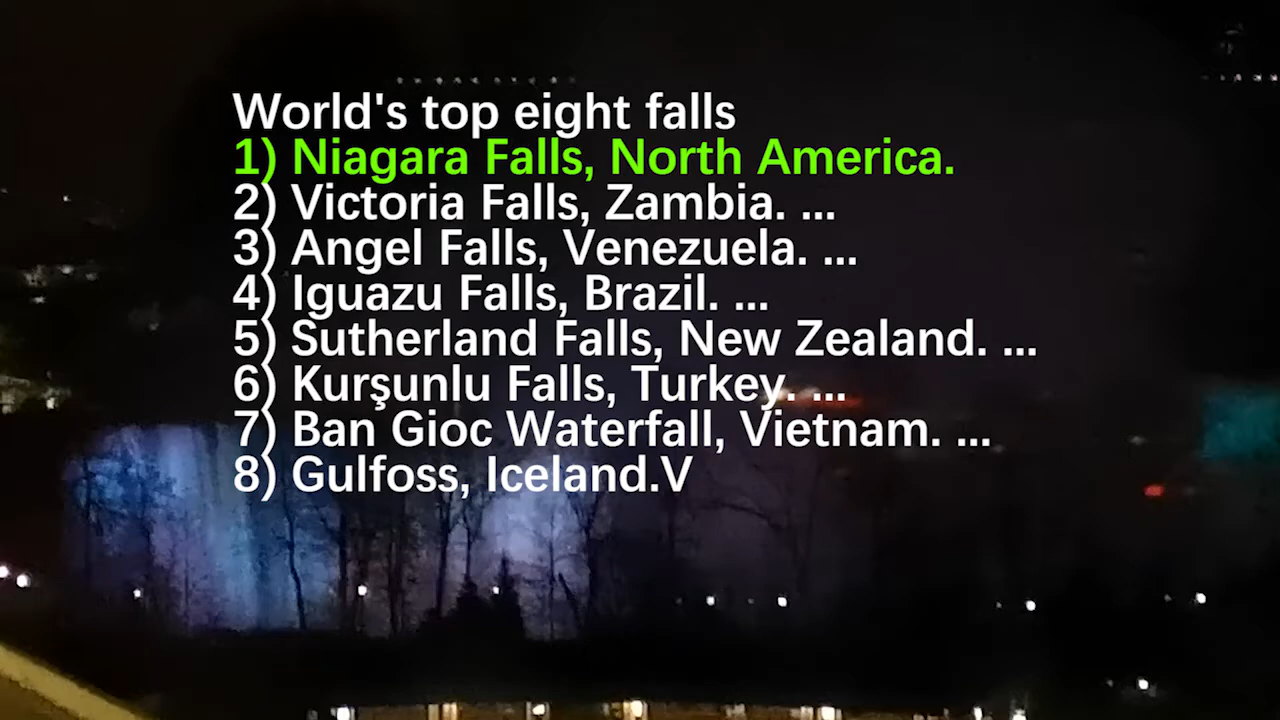 World's top eight falls
1) Niagara Falls, North America.
2) Victoria Falls, Zambia. ...
3) Angel Falls, Venezuela. ...
4) Iguazu Falls, Brazil. ...
5) Sutherland Falls, New Zealand. ...
6) Kurşunlu Falls, Turkey. ...
7) Ban Gioc Waterfall, Vietnam. ...
8) Gulfoss, Iceland.V